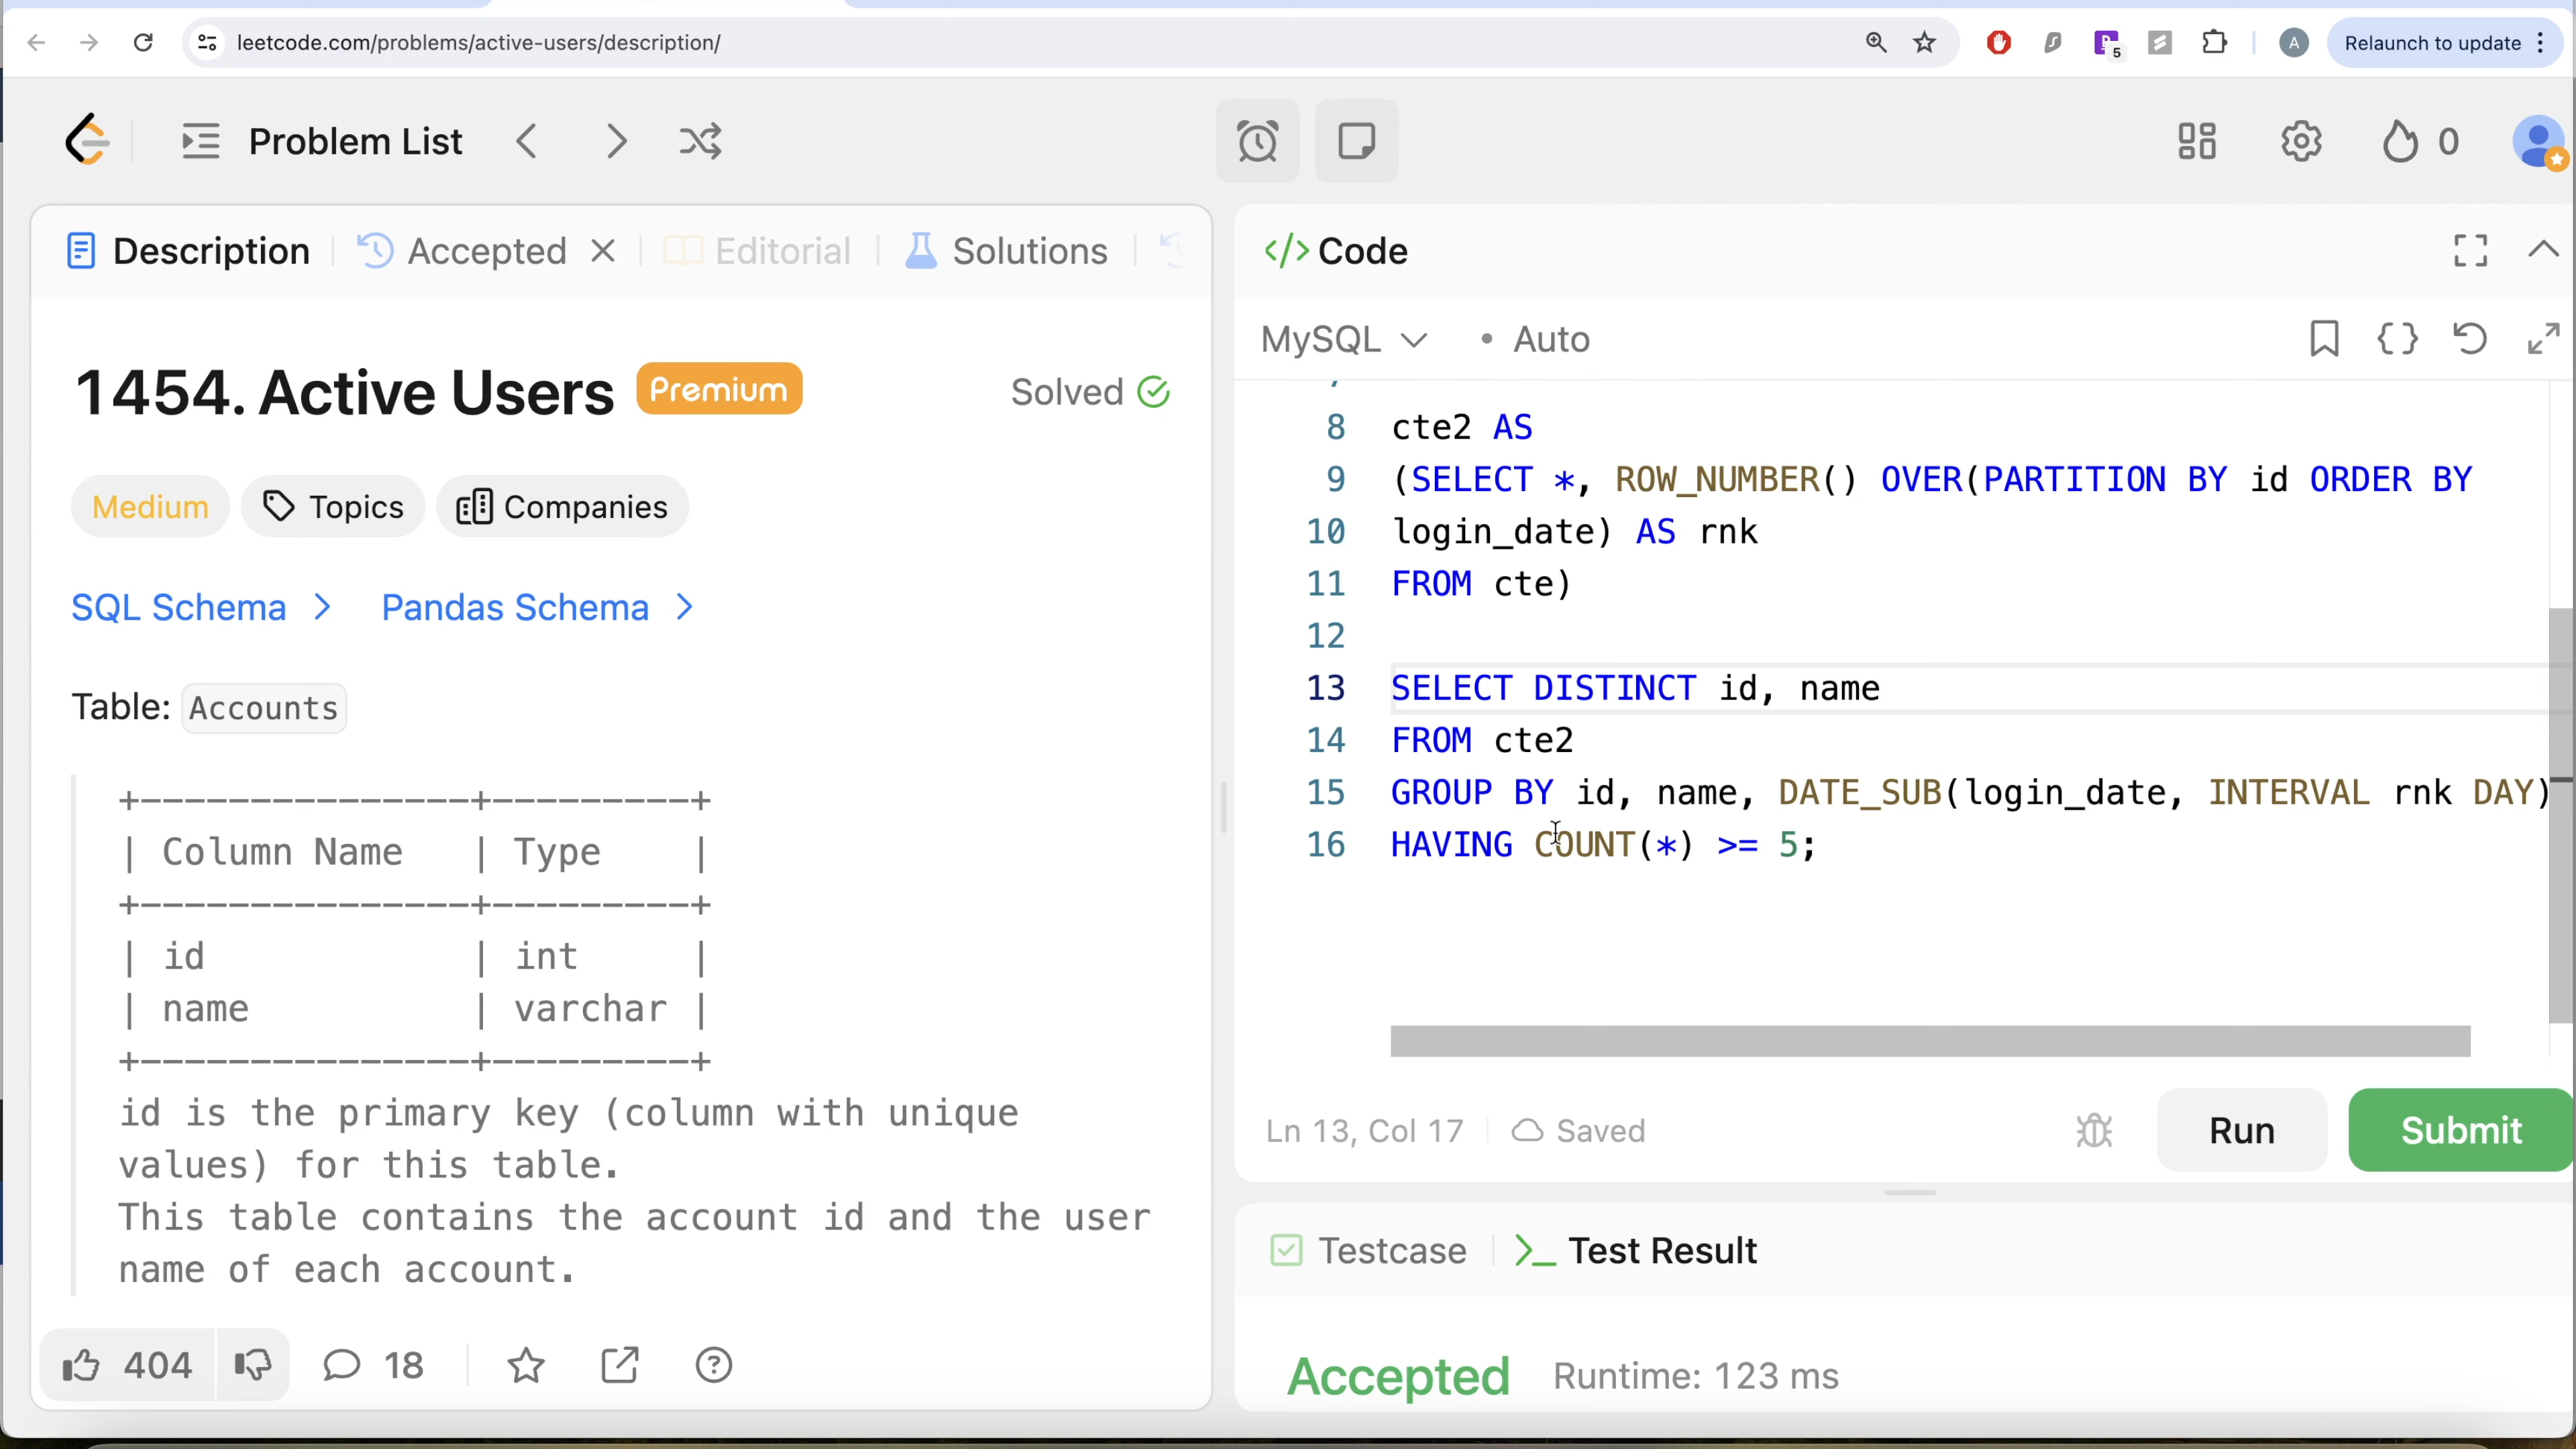 leetcode.com/problems/active-users/description/
5
A
Relaunch to update
Problem List
0
Description
Accepted
Editorial
Solutions
1454. Active Users
Premium
Solved
Medium
Topics
Companies
SQL Schema
Pandas Schema
Table: Accounts
+---------------+---------+
| Column Name   | Type    |
+---------------+---------+
| id            | int     |
| name          | varchar |
+---------------+---------+
id is the primary key (column with unique
values) for this table.
This table contains the account id and the user
name of each account.
404
18
</> Code
MySQL
• Auto
8 cte2 AS
9 (SELECT *, ROW_NUMBER() OVER(PARTITION BY id ORDER BY
10 login_date) AS rnk
11 FROM cte)
12
13 SELECT DISTINCT id, name
14 FROM cte2
15 GROUP BY id, name, DATE_SUB(login_date, INTERVAL rnk DAY)
16 HAVING COUNT(*) >= 5;
Ln 13, Col 17
Saved
Run
Submit
Testcase
>_ Test Result
Accepted
Runtime: 123 ms